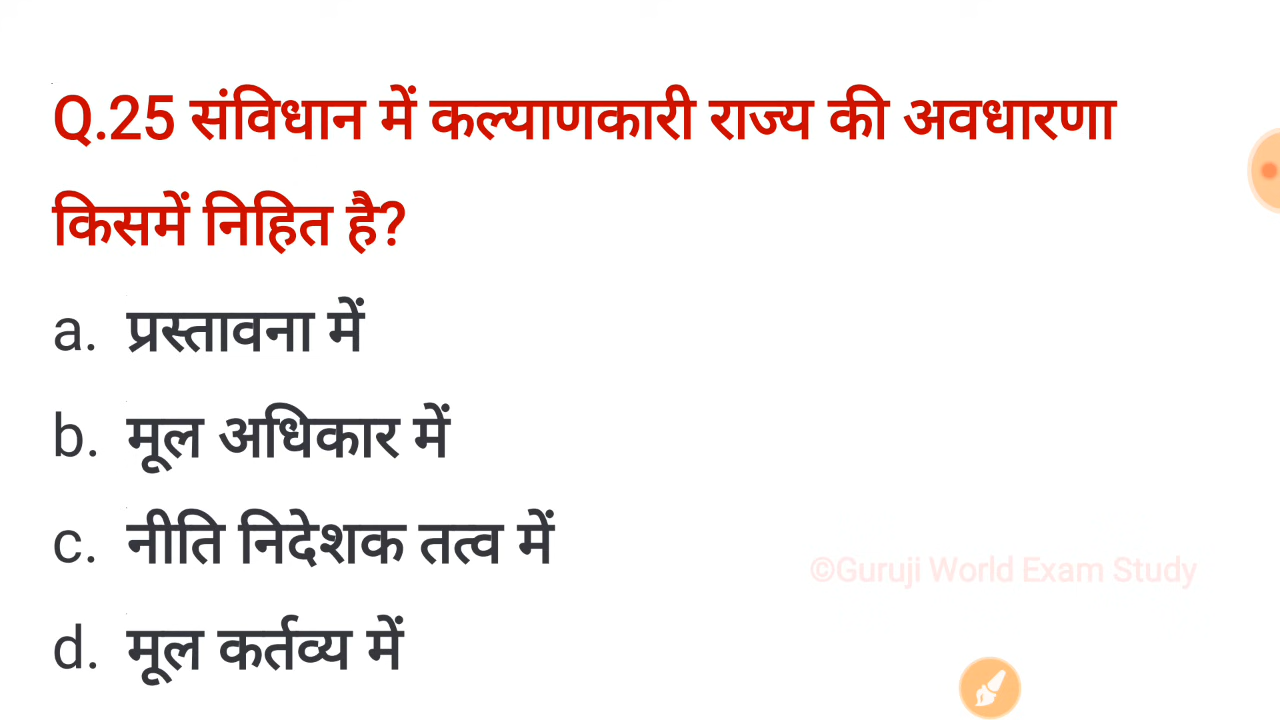 Q.25 संविधान में कल्याणकारी राज्य की अवधारणा
किसमें निहित है?
a. प्रस्तावना में
b. मूल अधिकार में
c. नीति निदेशक तत्व में
©Guruji World Exam Study
d. मूल कर्तव्य में